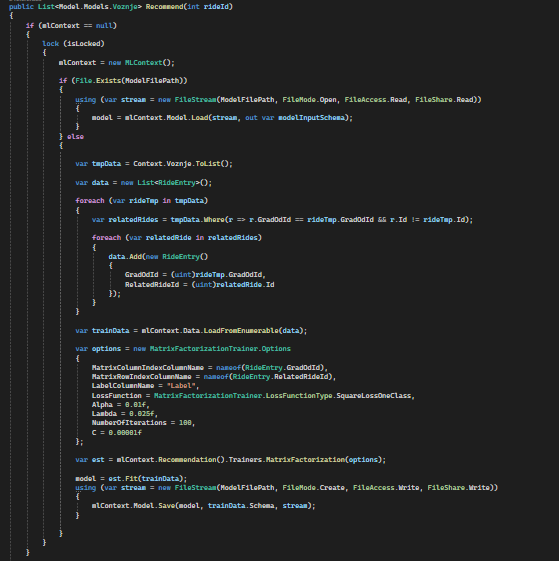 public List<Model.Models.Voznje> Recommend(int rideId)
{
if (mlContext == null)
{
lock (isLocked)
{
mlContext = new MLContext();
if (File.Exists(ModelFilePath))
{
using (var stream = new FileStream(ModelFilePath, FileMode.Open, FileAccess.Read, FileShare.Read))
{
model = mlContext.Model.Load(stream, out var modelInputSchema);
}
} else
{
var tmpData = Context.Voznje.ToList();
var data = new List<RideEntry>();
foreach (var rideTmp in tmpData)
{
var relatedRides = tmpData.Where(r => r.GradOdId == rideTmp.GradOdId && r.Id != rideTmp.Id);
foreach (var relatedRide in relatedRides)
{
data.Add(new RideEntry()
{
GradOdId = (uint)rideTmp.GradOdId,
RelatedRideId = (uint)relatedRide.Id
});
}
}
var trainData = mlContext.Data.LoadFromEnumerable(data);
var options = new MatrixFactorizationTrainer.Options
{
MatrixColumnIndexColumnName = nameof(RideEntry.GradOdId),
MatrixRowIndexColumnName = nameof(RideEntry.RelatedRideId),
LabelColumnName = "Label",
LossFunction = MatrixFactorizationTrainer.LossFunctionType.SquareLossOneClass,
Alpha = 0.01f,
Lambda = 0.025f,
NumberOfIterations = 100,
C = 0.00001f
};
var est = mlContext.Recommendation().Trainers.MatrixFactorization(options);
model = est.Fit(trainData);
using (var stream = new FileStream(ModelFilePath, FileMode.Create, FileAccess.Write, FileShare.Write))
{
mlContext.Model.Save(model, trainData.Schema, stream);
}
}
}
}